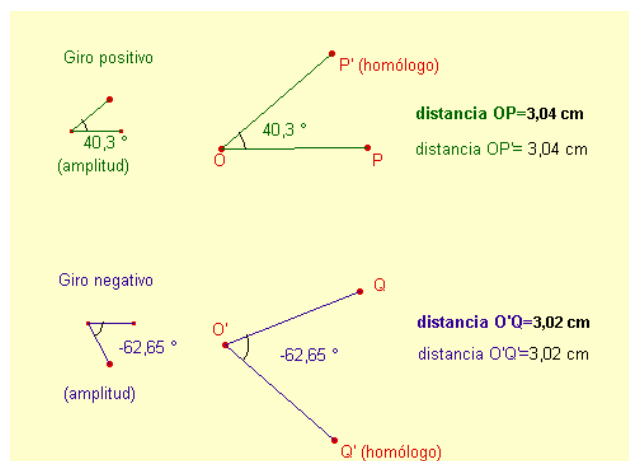 Giro positivo
P' (homólogo)
40,3 °
(amplitud)
40,3 °
O
P
distancia OP=3,04 cm
distancia OP'= 3,04 cm
Giro negativo
Q
O'
-62,65 °
(amplitud)
-62,65 °
Q' (homólogo)
distancia O'Q=3,02 cm
distancia O'Q'=3,02 cm